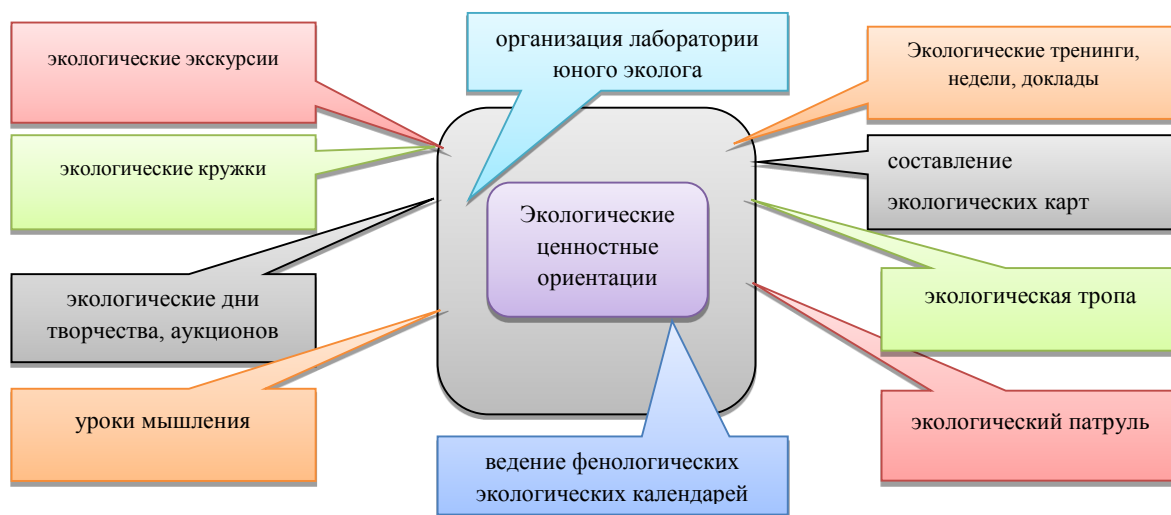 экологические экскурсии
организация лаборатории
юного эколога
Экологические тренинги,
недели, доклады
экологические кружки
составление
экологических карт
Экологические
ценностные
ориентации
экологические дни
творчества, аукционов
экологическая тропа
уроки мышления
экологический патруль
ведение фенологических
экологических календарей